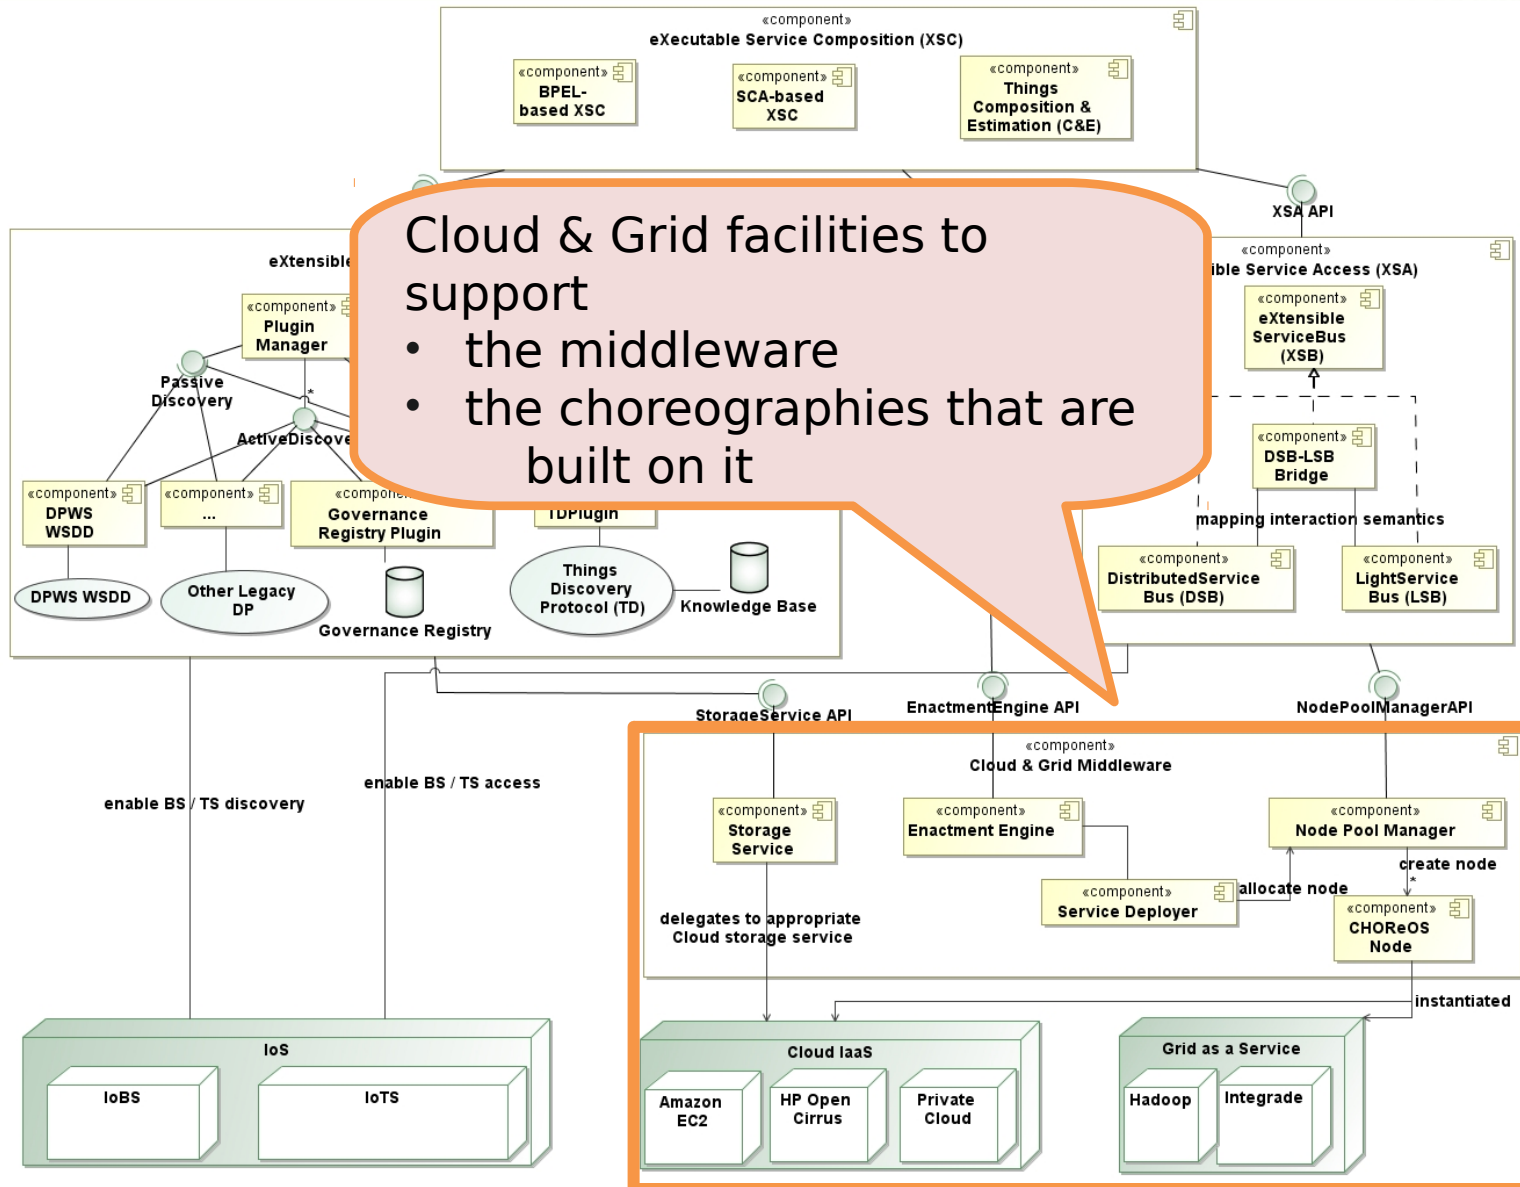 «component»
eXecutable Service Composition (XSC)
«component»
BPEL-
based XSC
«component»
SCA-based
XSC
«component»
Things
Composition &
Estimation (C&E)
XSA API
Cloud & Grid facilities to
support
• the middleware
• the choreographies that are
built on it
eXtensible
«component»
Plugin
Manager
Passive
Discovery
*
ActiveDiscove
«component»
DPWS
WSDD
«component»
...
«compone
Governance
Registry Plugin
TDPlugin
DPWS WSDD
Other Legacy
DP
Governance Registry
Things
Discovery
Protocol (TD)
Knowledge Base
«component»
ible Service Access (XSA)
«component»
eXtensible
ServiceBus
(XSB)
«component»
DSB-LSB
Bridge
mapping interaction semantics
«component»
DistributedService
Bus (DSB)
«component»
LightService
Bus (LSB)
StorageService API
EnactmentEngine API
NodePoolManagerAPI
enable BS / TS discovery
enable BS / TS access
«component»
Cloud & Grid Middleware
«component»
Storage
Service
«component»
Enactment Engine
«component»
Node Pool Manager
create node
*
«component»
Service Deployer
allocate node
«component»
CHOReOS
Node
delegates to appropriate
Cloud storage service
instantiated
IoS
IoBS
IoTS
Cloud IaaS
Amazon
EC2
HP Open
Cirrus
Private
Cloud
Grid as a Service
Hadoop
Integrade